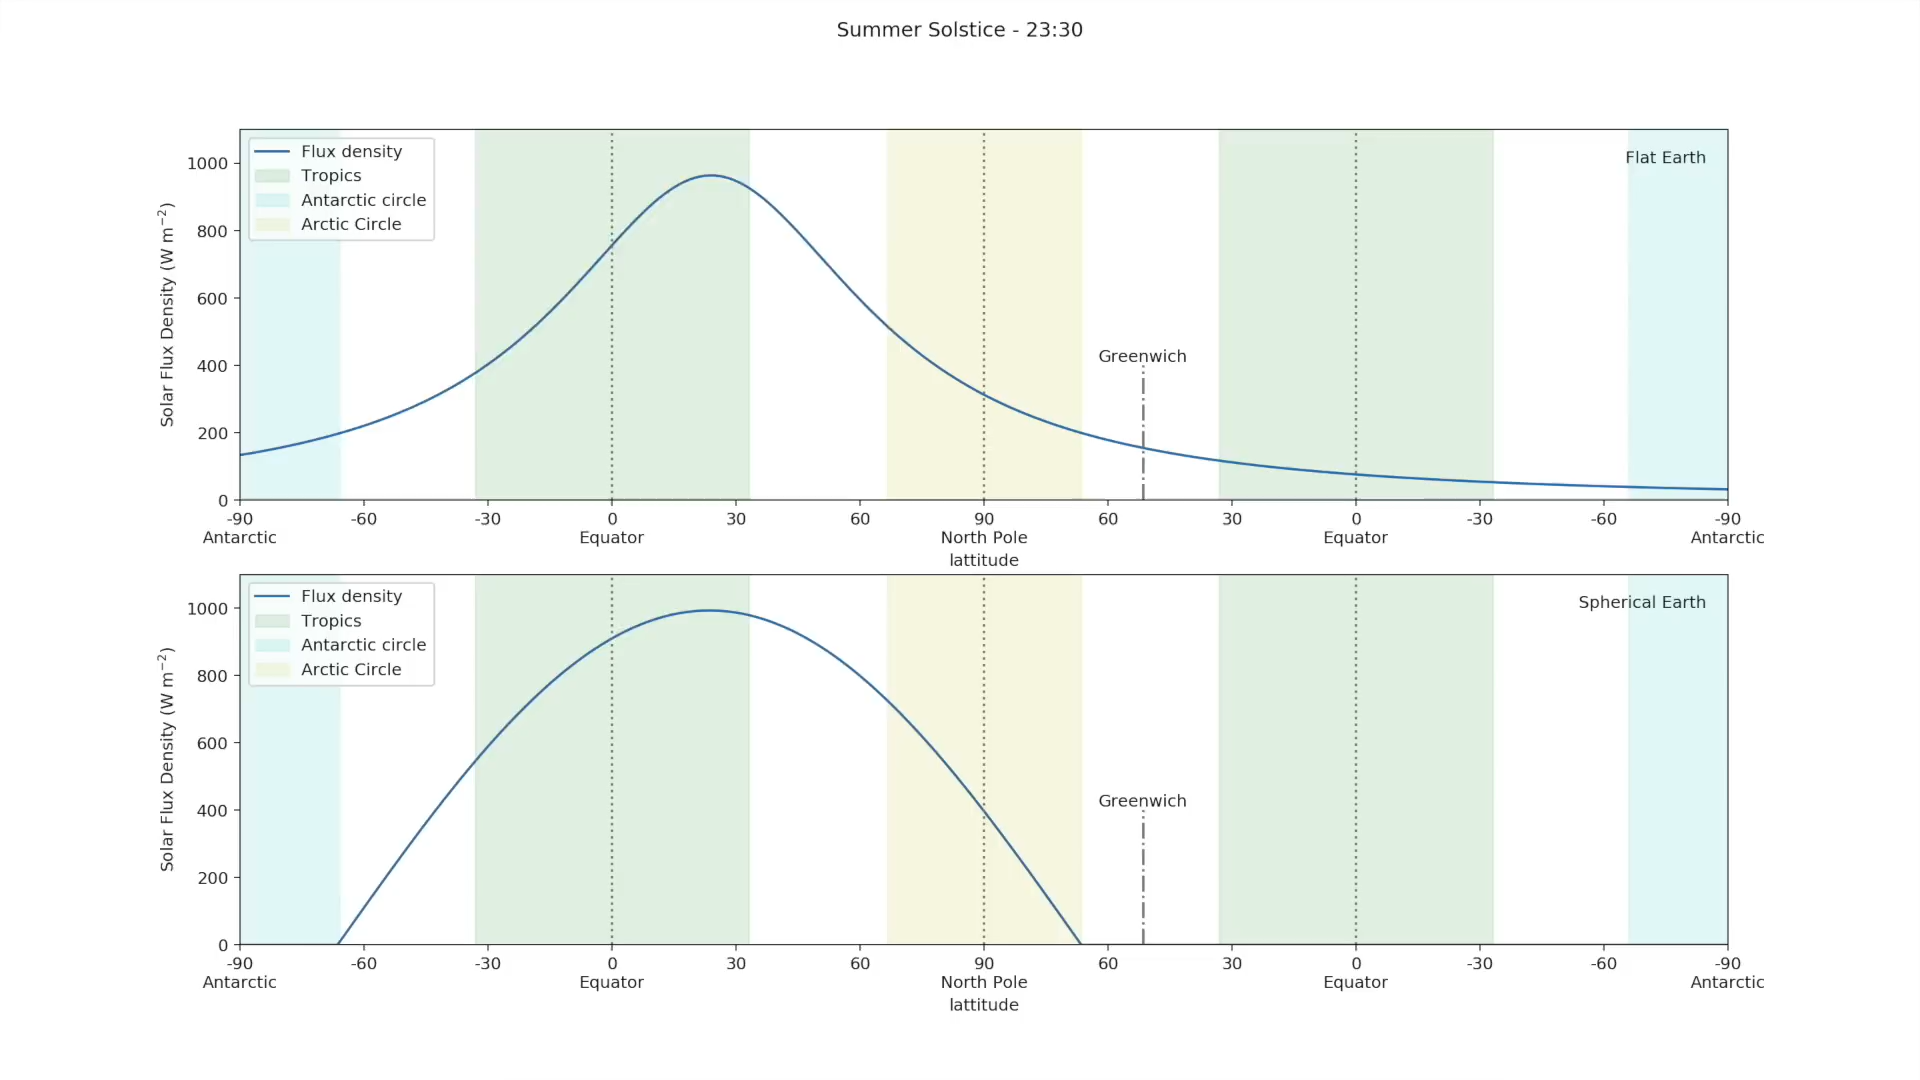 Summer Solstice - 23:30
Flux density
Tropics
Antarctic circle
Arctic Circle
Flat Earth
Solar Flux Density (W m⁻²)
1000
800
600
400
200
0
Greenwich
-90 -60 -30 0 30 60 90 60 30 0 -30 -60 -90
Antarctic Equator North Pole Equator Antarctic
lattitude
Flux density
Tropics
Antarctic circle
Arctic Circle
Spherical Earth
Solar Flux Density (W m⁻²)
1000
800
600
400
200
0
Greenwich
-90 -60 -30 0 30 60 90 60 30 0 -30 -60 -90
Antarctic Equator North Pole Equator Antarctic
lattitude